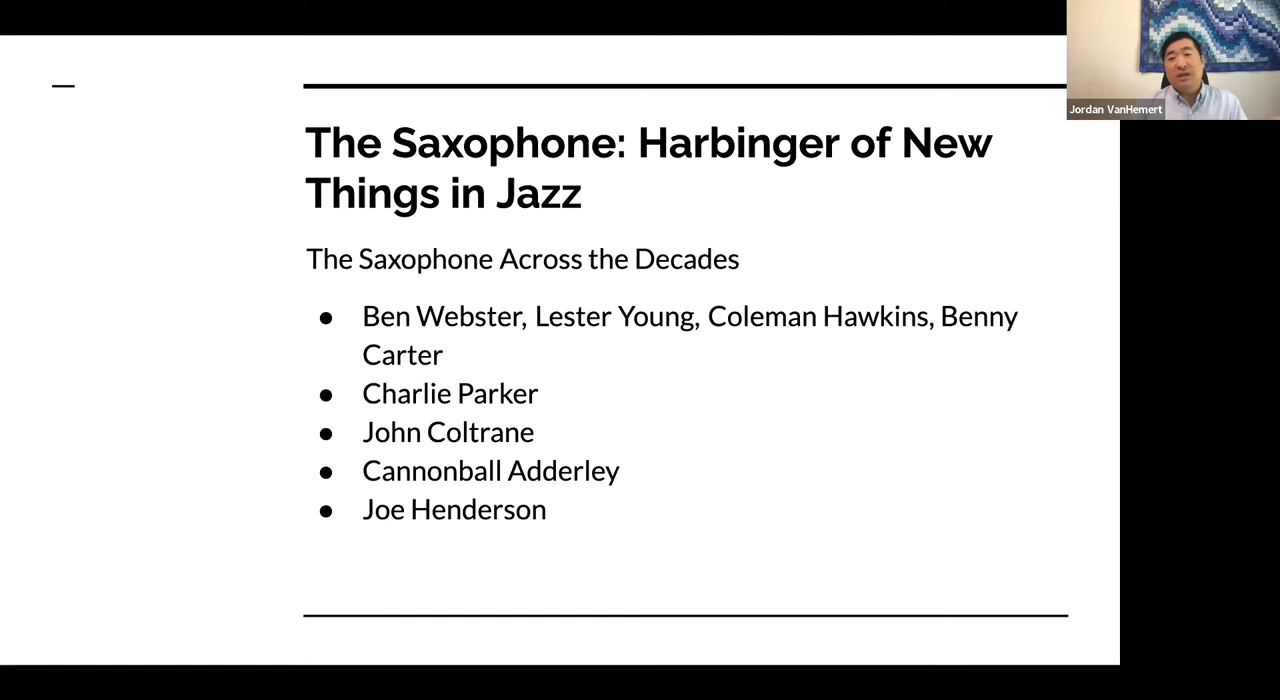 Jordan VanHemert
The Saxophone: Harbinger of New
Things in Jazz
The Saxophone Across the Decades
● Ben Webster, Lester Young, Coleman Hawkins, Benny
Carter
● Charlie Parker
● John Coltrane
● Cannonball Adderley
● Joe Henderson